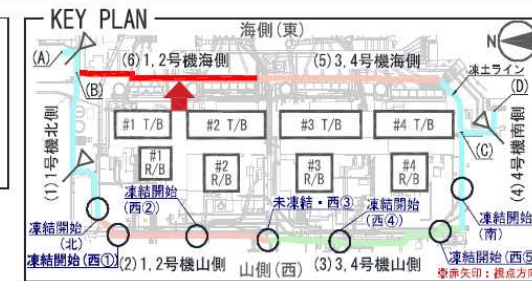 KEY PLAN
海側(東)
N
(A)
(6)1,2号機海側
(5)3,4号機海側
凍土ライン
(B)
(D)
(1)1号機北側
#1 T/B
#2 T/B
#3 T/B
#4 T/B
(C)
(4)4号機南側
#1
R/B
#2
R/B
#3
R/B
#4
R/B
凍結開始
(西②)
未凍結・西③
凍結開始
(西④)
凍結開始
(北)
凍結開始
(南)
凍結開始(西①)
(2)1,2号機山側
山側(西)
(3)3,4号機山側
凍結開始(西⑤)
※赤矢印:視点方向